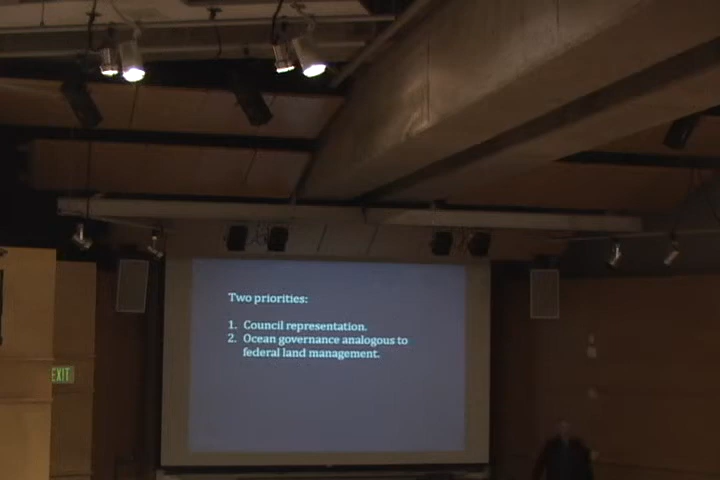 Two priorities:
1. Council representation.
2. Ocean governance analogous to
federal land management.
EXIT